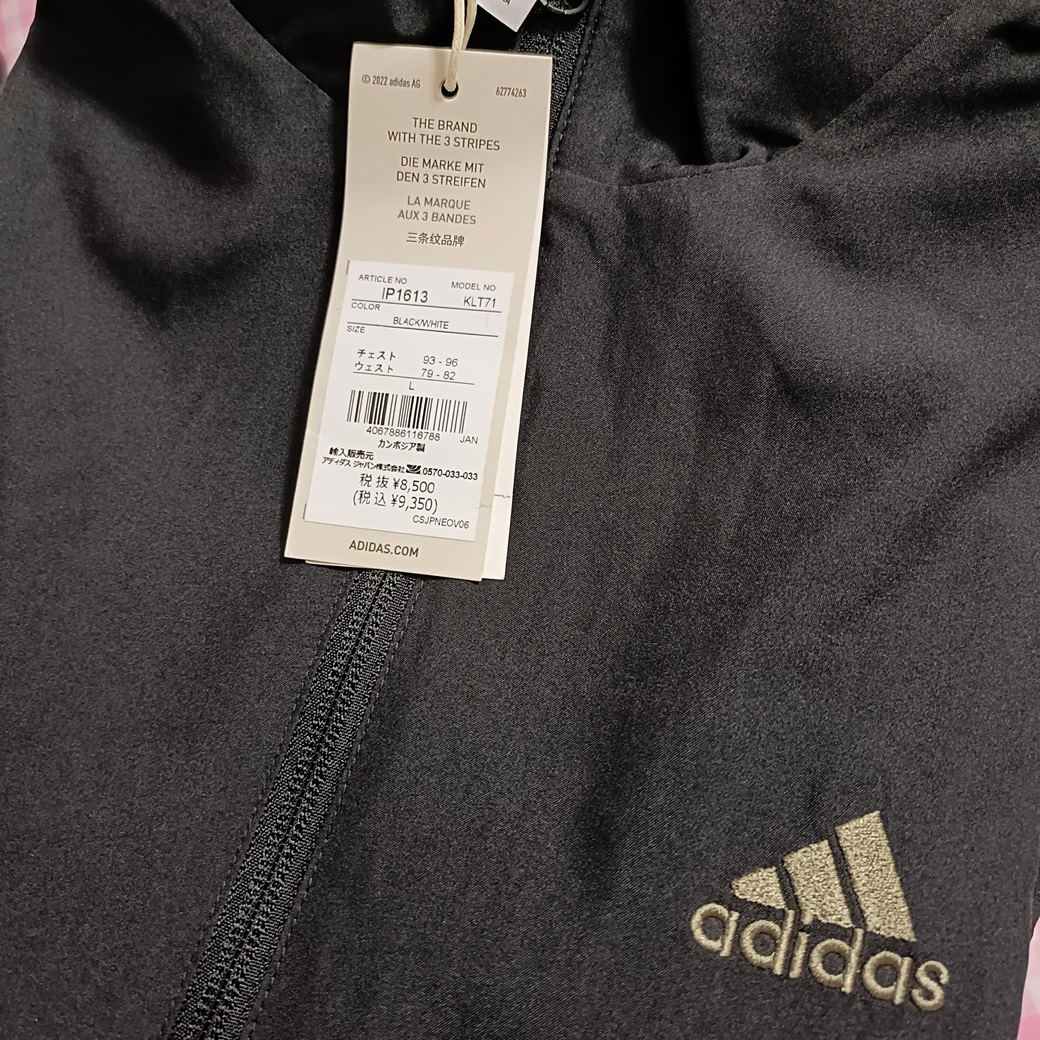 © 2022 adidas AG
62774263
THE BRAND
WITH THE 3 STRIPES
DIE MARKE MIT
DEN 3 STREIFEN
LA MARQUE
AUX 3 BANDES
三条纹品牌
ARTICLE NO
MODEL NO
IP1613
KLT71
COLOR
BLACK/WHITE
SIZE
チェスト 93 - 96
ウェスト 79 - 82
L
4067886116788 JAN
カンボジア製
輸入販売元
アディダス ジャパン株式会社 0570-033-033
税 抜 ¥8,500
(税 込 ¥9,350)
CSJPNEOV06
ADIDAS.COM
adidas